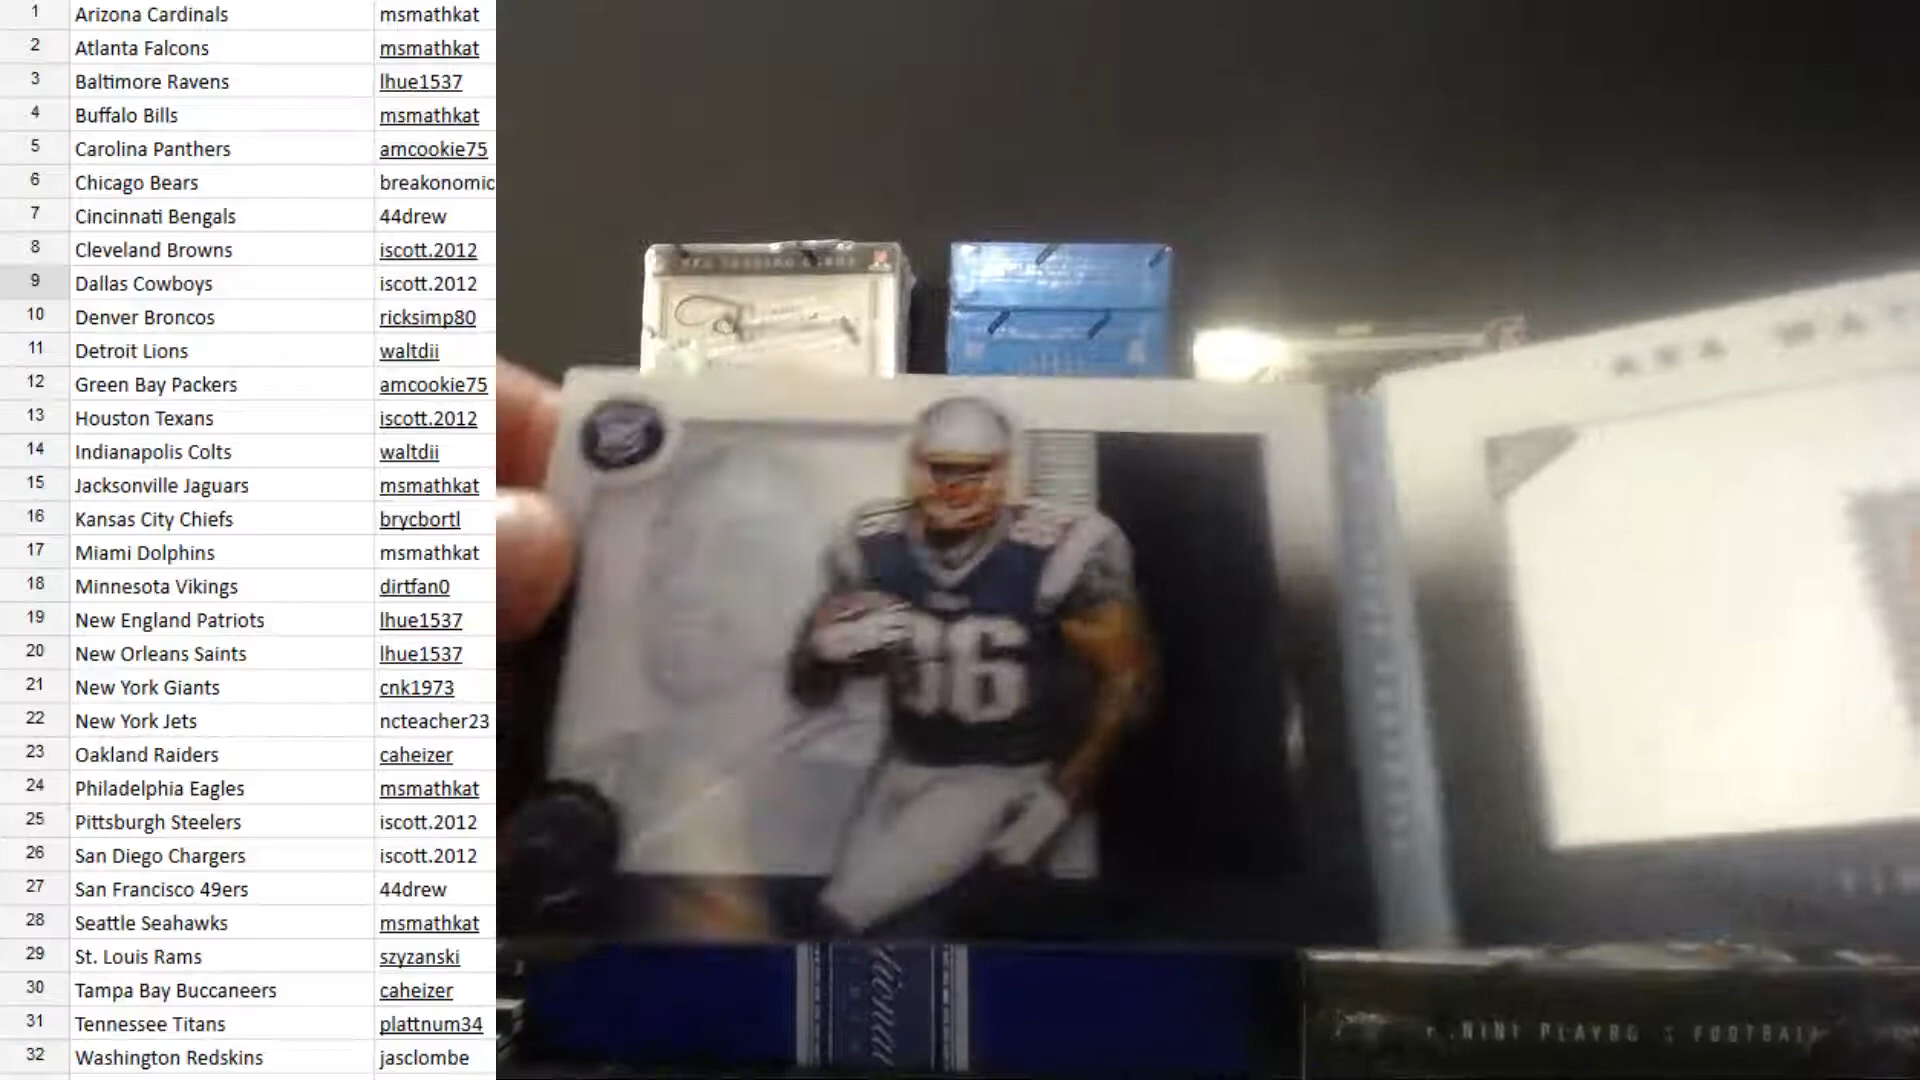 1 Arizona Cardinals msmathkat
2 Atlanta Falcons msmathkat
3 Baltimore Ravens lhue1537
4 Buffalo Bills msmathkat
5 Carolina Panthers amcookie75
6 Chicago Bears breakonomic
7 Cincinnati Bengals 44drew
8 Cleveland Browns iscott.2012
9 Dallas Cowboys iscott.2012
10 Denver Broncos ricksimp80
11 Detroit Lions waltdii
12 Green Bay Packers amcookie75
13 Houston Texans iscott.2012
14 Indianapolis Colts waltdii
15 Jacksonville Jaguars msmathkat
16 Kansas City Chiefs brycbortl
17 Miami Dolphins msmathkat
18 Minnesota Vikings dirtfan0
19 New England Patriots lhue1537
20 New Orleans Saints lhue1537
21 New York Giants cnk1973
22 New York Jets ncteacher23
23 Oakland Raiders caheizer
24 Philadelphia Eagles msmathkat
25 Pittsburgh Steelers iscott.2012
26 San Diego Chargers iscott.2012
27 San Francisco 49ers 44drew
28 Seattle Seahawks msmathkat
29 St. Louis Rams szyzanski
30 Tampa Bay Buccaneers caheizer
31 Tennessee Titans plattnum34
32 Washington Redskins jasclombe
FOOTBALL